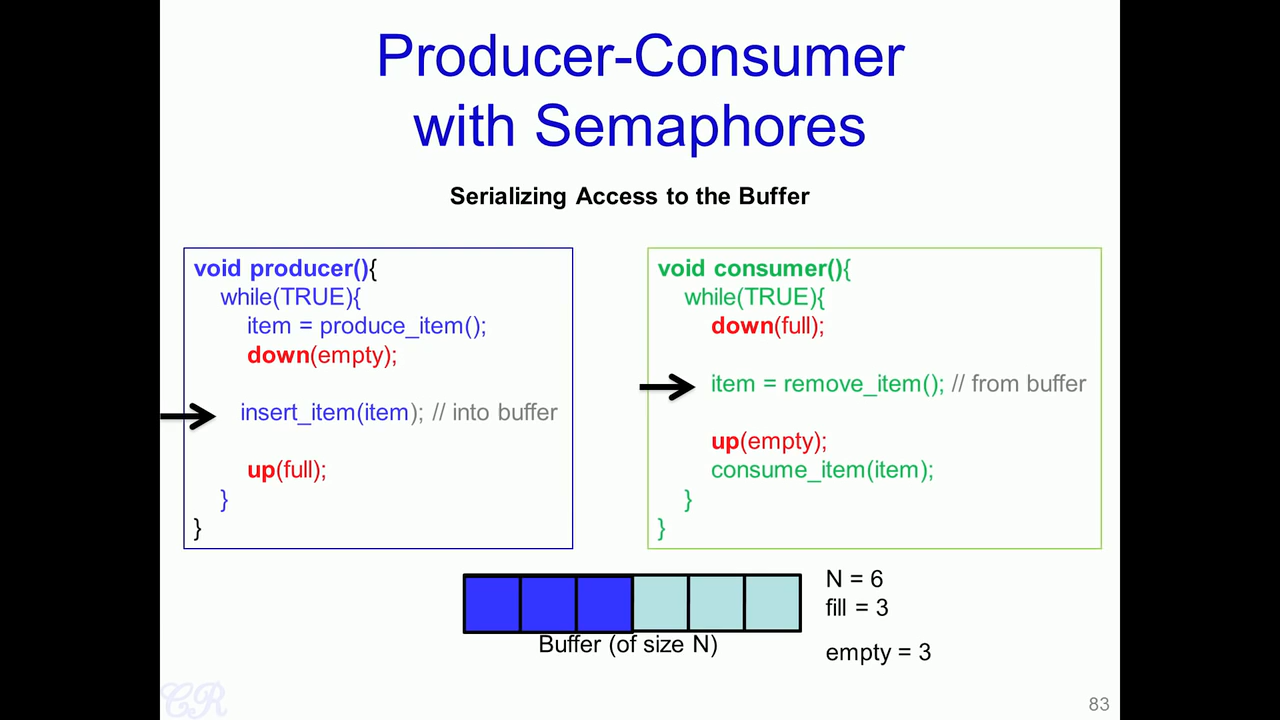 Producer-Consumer
with Semaphores
Serializing Access to the Buffer
void producer(){
while(TRUE){
item = produce_item();
down(empty);
insert_item(item); // into buffer
up(full);
}
}
void consumer(){
while(TRUE){
down(full);
item = remove_item(); // from buffer
up(empty);
consume_item(item);
}
}
Buffer (of size N)
N = 6
fill = 3
empty = 3
CR
83